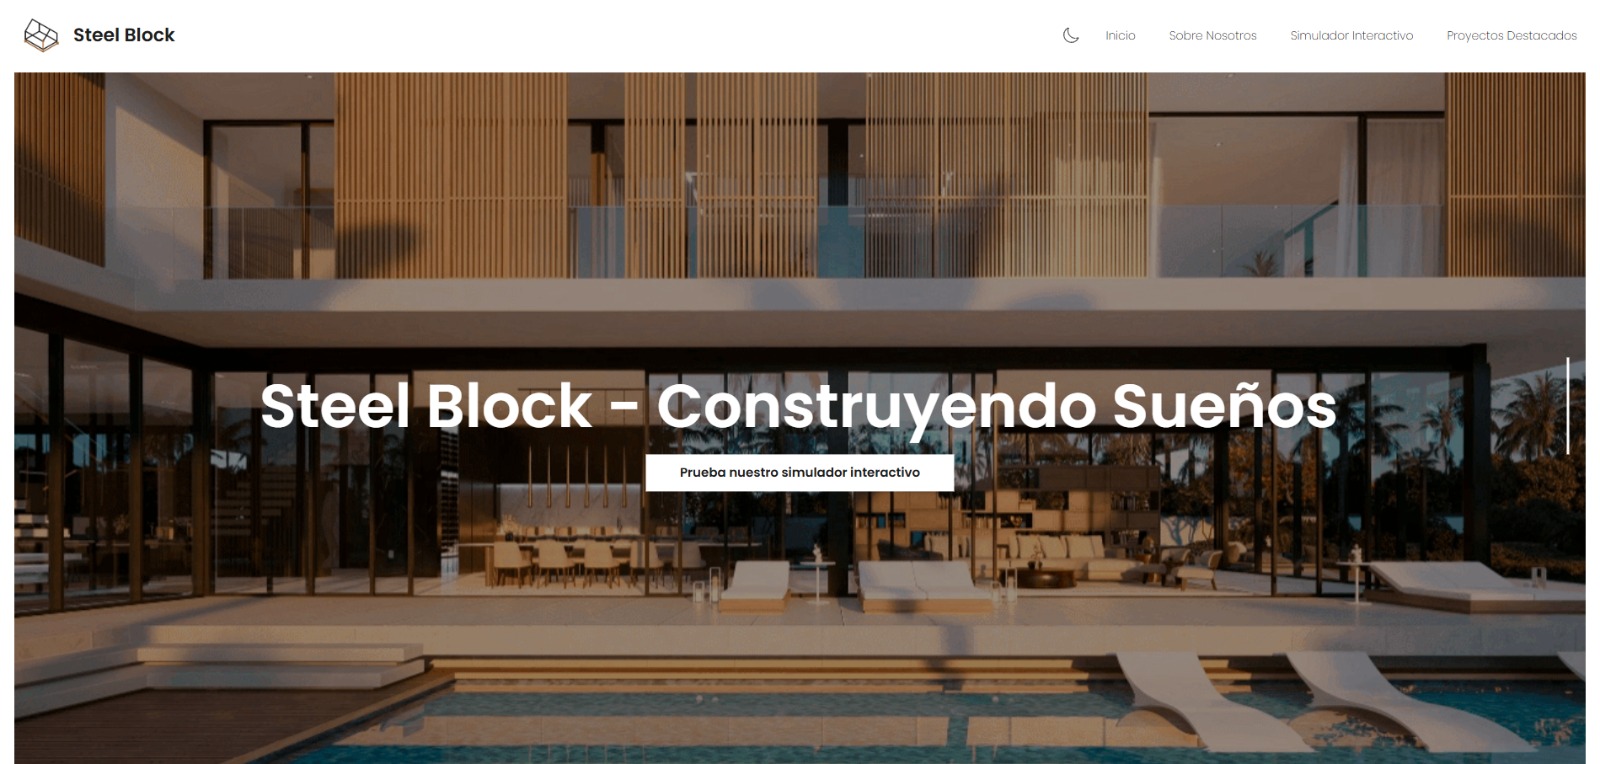 Steel Block
Inicio
Sobre Nosotros
Simulador Interactivo
Proyectos Destacados
Steel Block - Construyendo Sueños
Prueba nuestro simulador interactivo